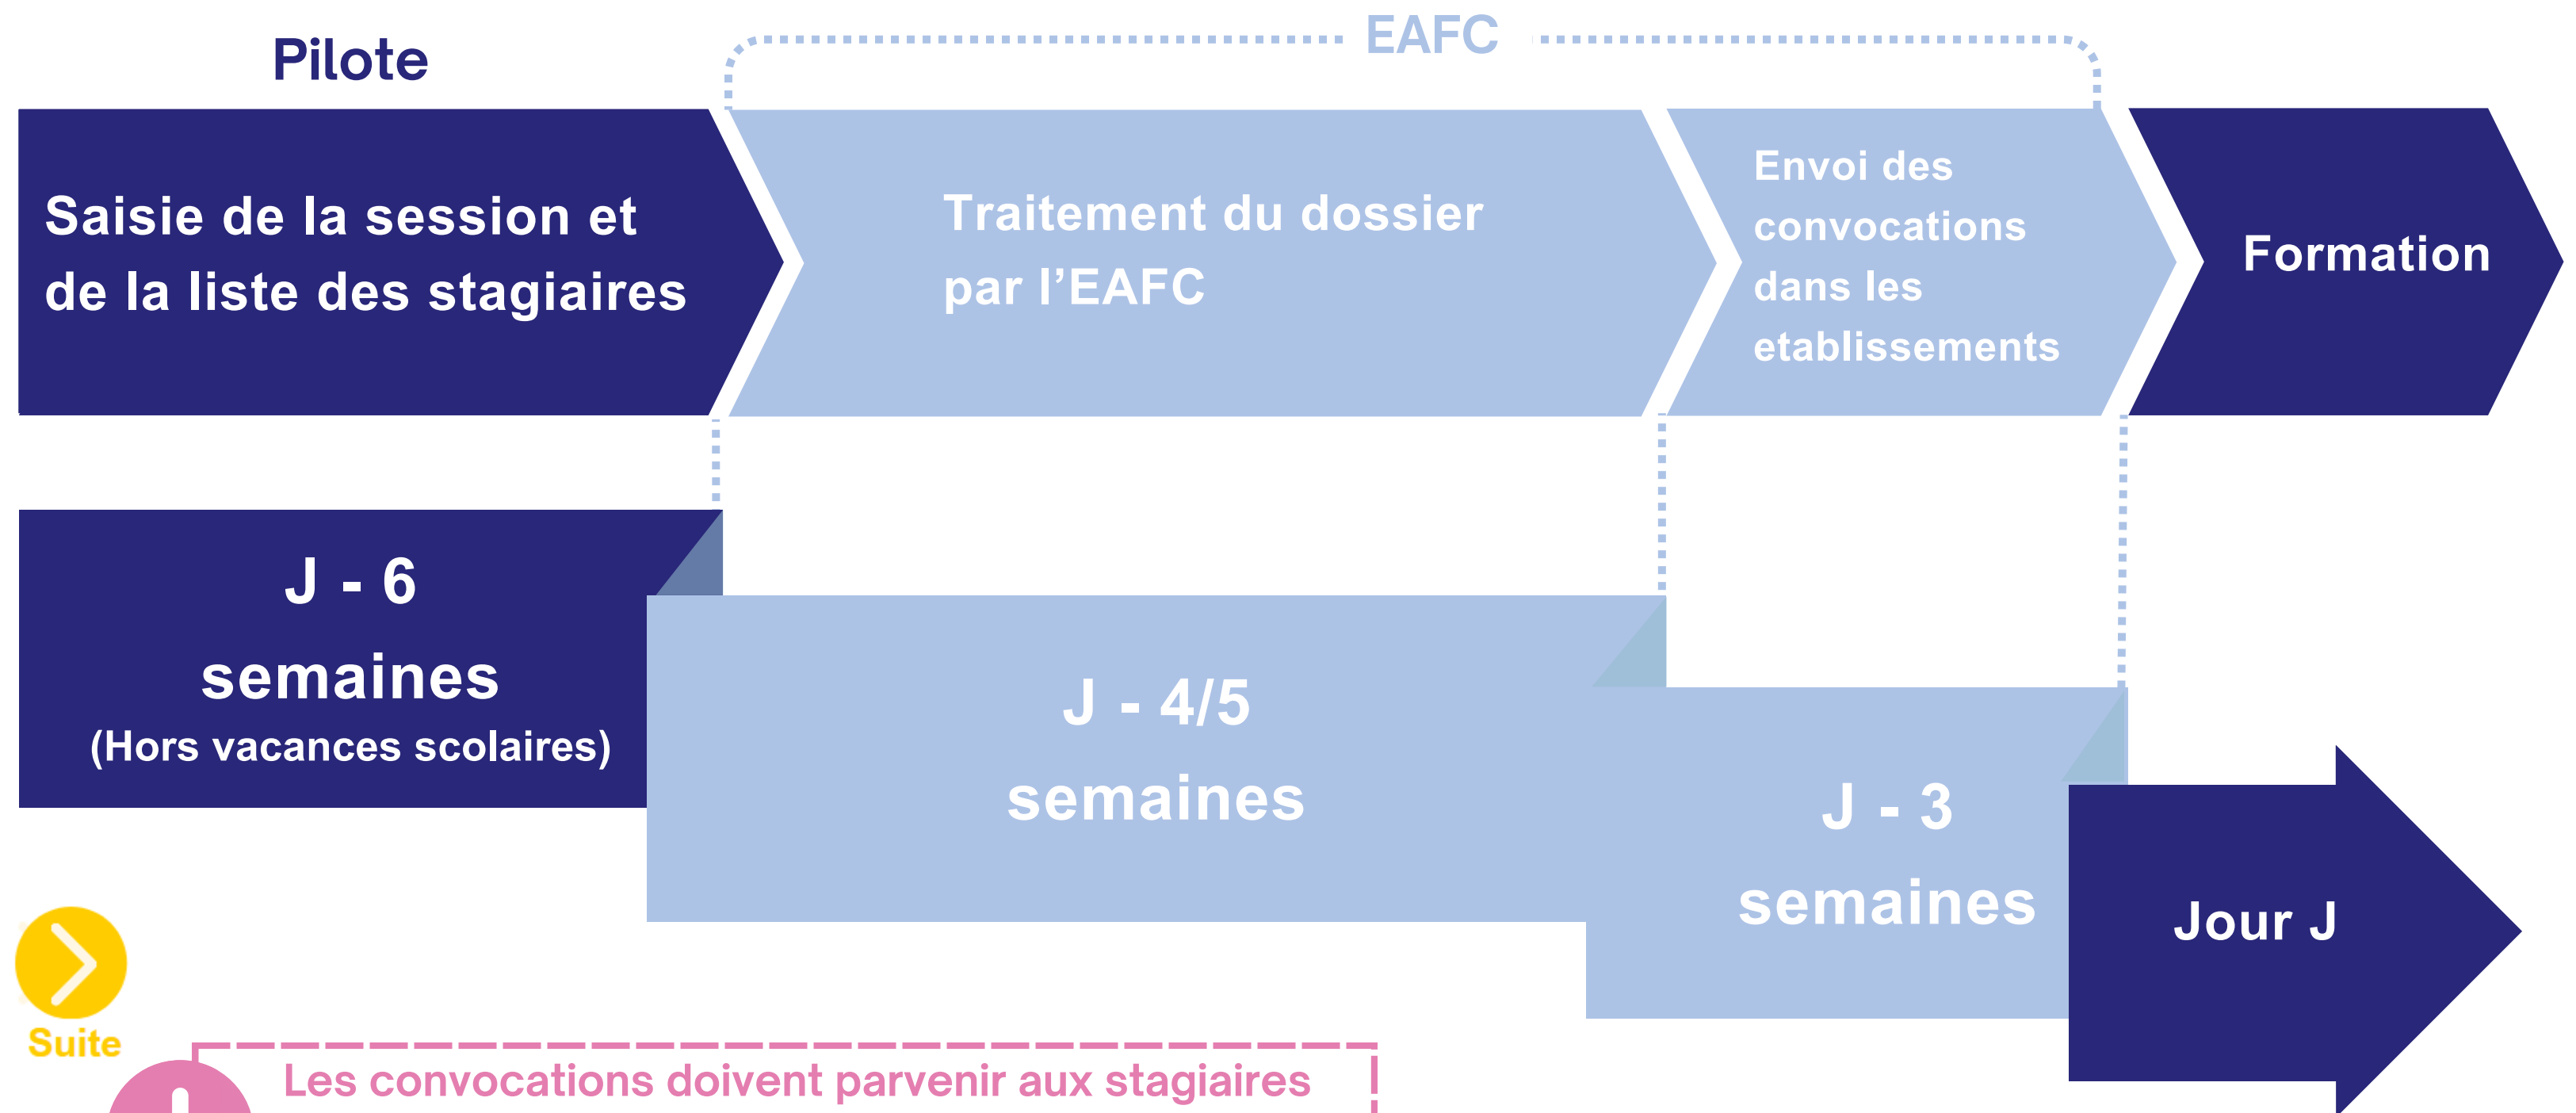 Pilote
EAFC
Saisie de la session et
de la liste des stagiaires
Traitement du dossier
par l’EAFC
Envoi des
convocations
dans les
etablissements
Formation
J - 6
semaines
(Hors vacances scolaires)
J - 4/5
semaines
J - 3
semaines
Jour J
Suite
Les convocations doivent parvenir aux stagiaires